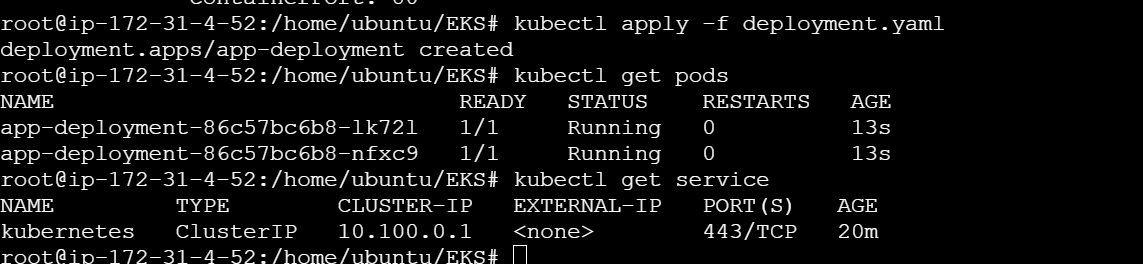 containerPort: 80
root@ip-172-31-4-52:/home/ubuntu/EKS# kubectl apply -f deployment.yaml
deployment.apps/app-deployment created
root@ip-172-31-4-52:/home/ubuntu/EKS# kubectl get pods
NAME                              READY   STATUS    RESTARTS   AGE
app-deployment-86c57bc6b8-lk72l   1/1     Running   0          13s
app-deployment-86c57bc6b8-nfxc9   1/1     Running   0          13s
root@ip-172-31-4-52:/home/ubuntu/EKS# kubectl get service
NAME         TYPE        CLUSTER-IP   EXTERNAL-IP   PORT(S)   AGE
kubernetes   ClusterIP   10.100.0.1   <none>        443/TCP   20m
root@ip-172-31-4-52:/home/ubuntu/EKS#